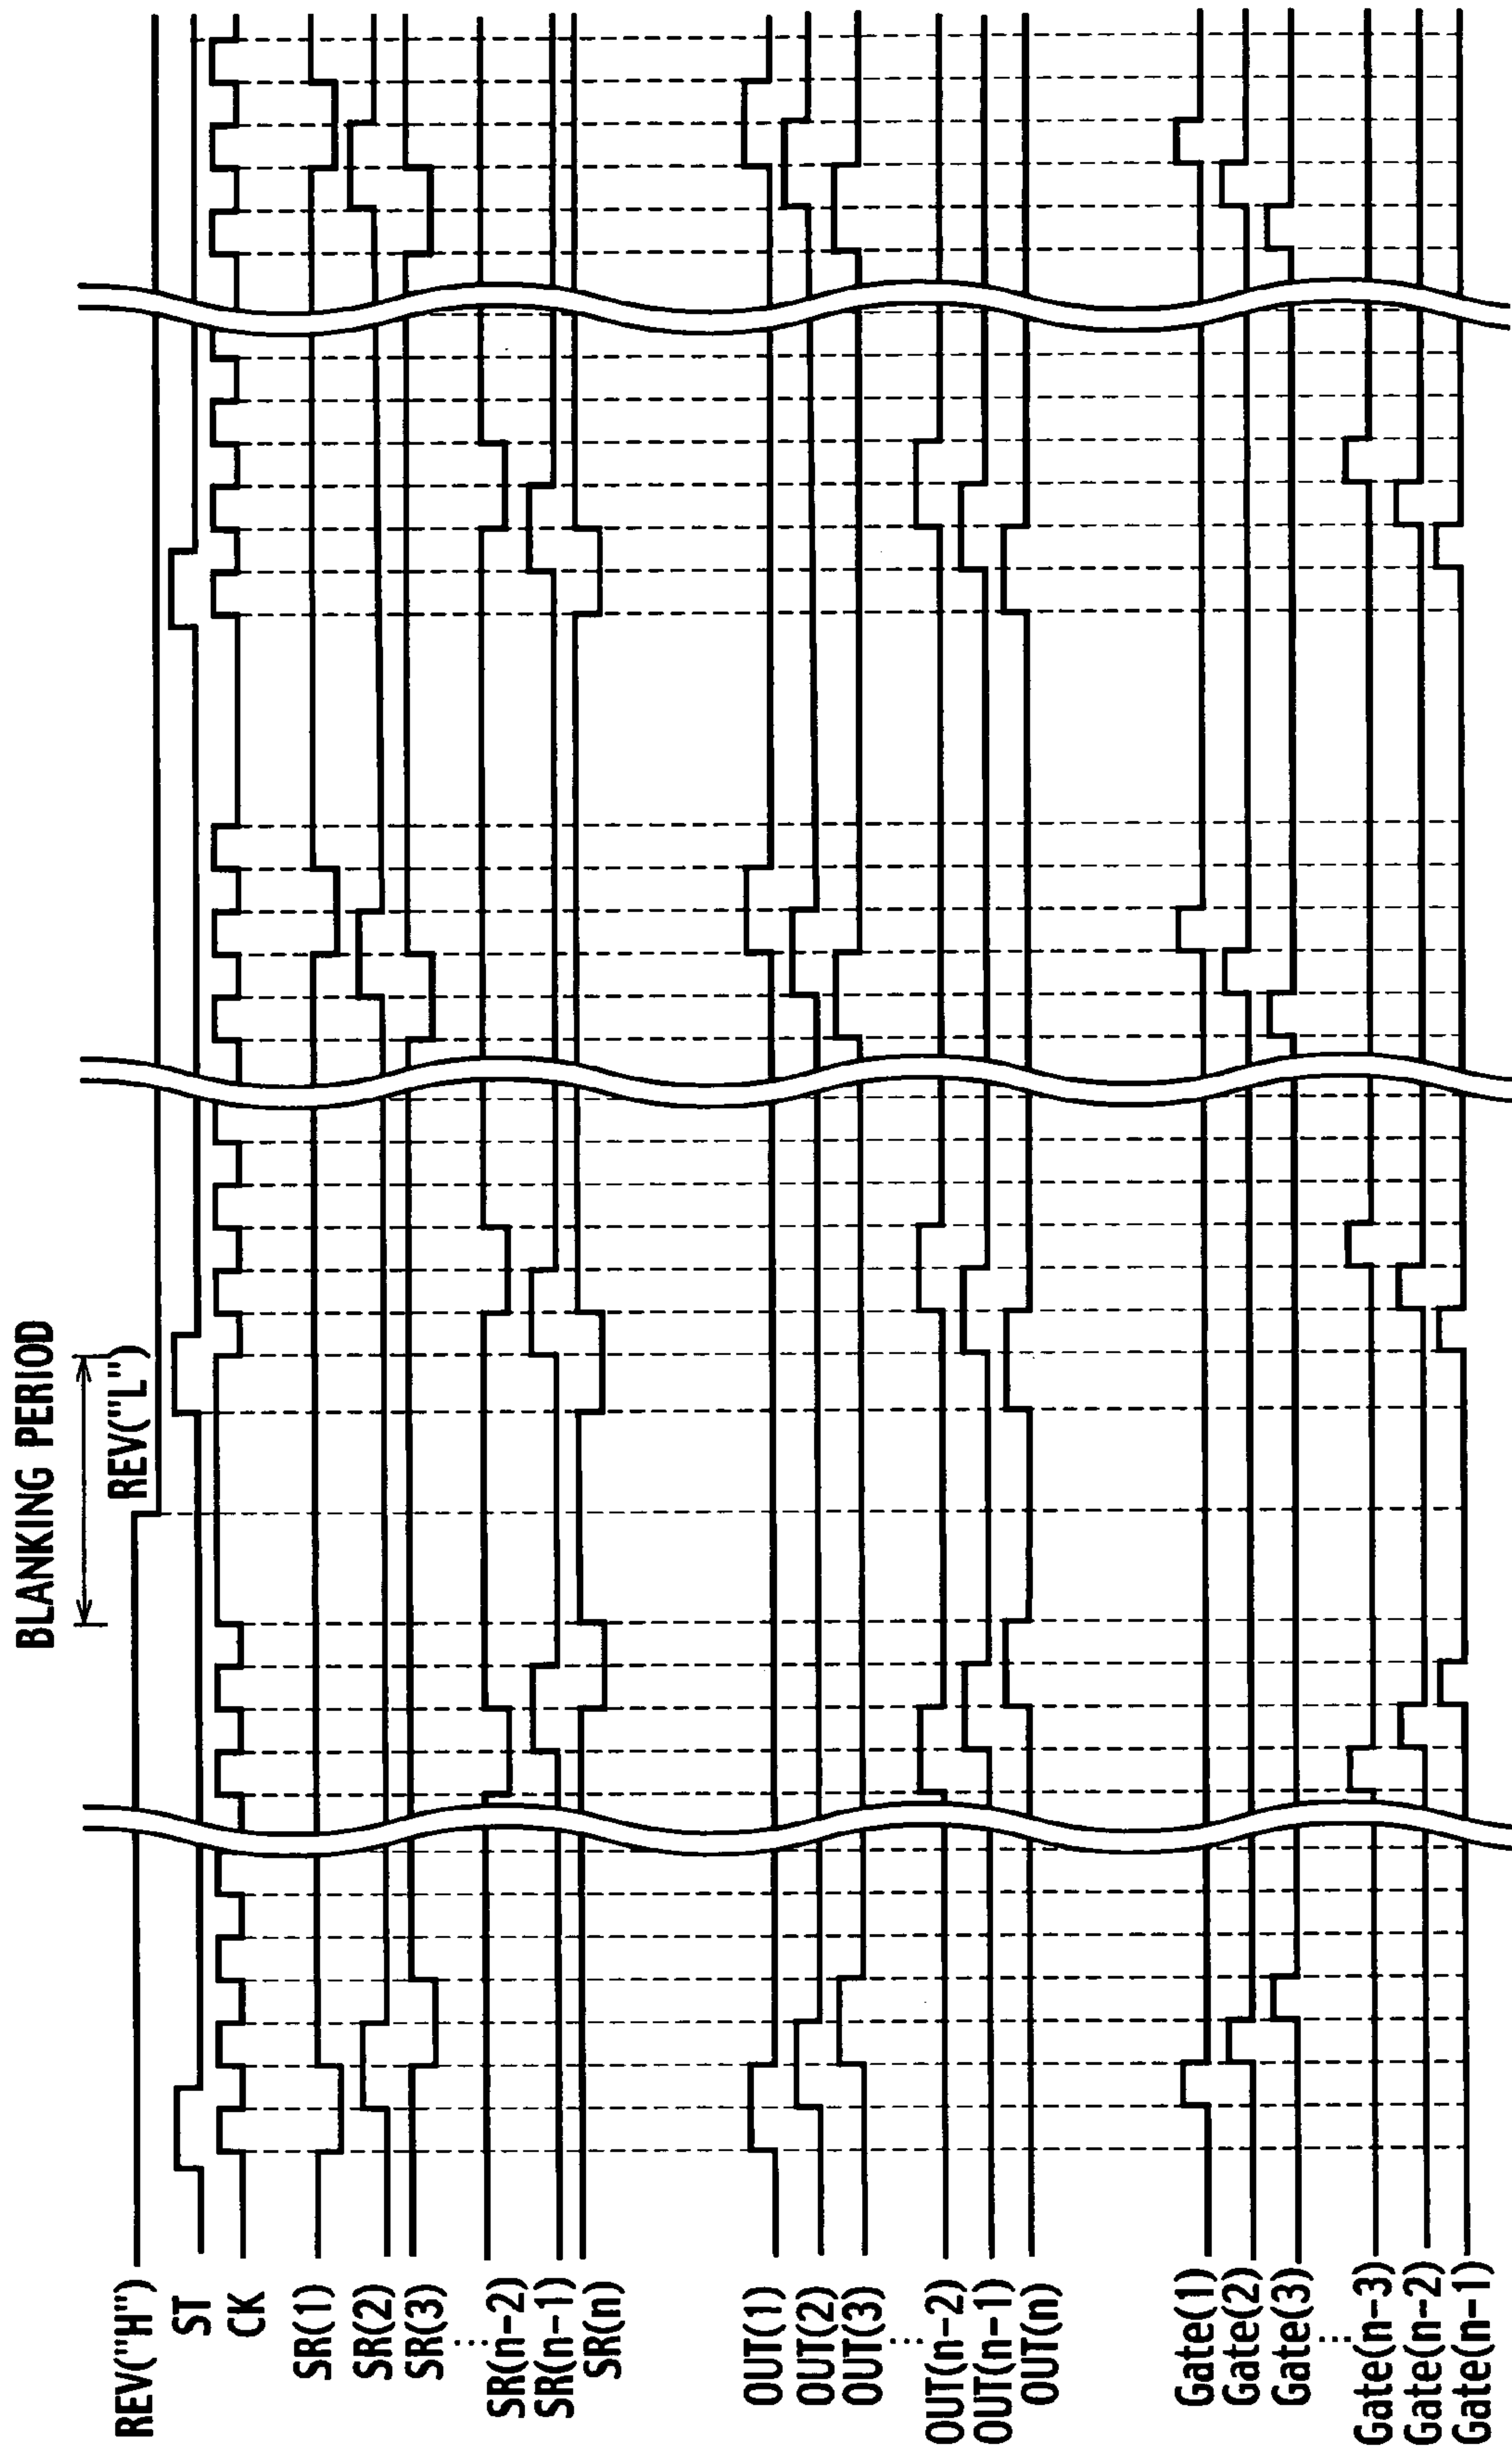 BLANKING PERIOD
REV("L")
REV("H")
ST
CK
SR(1)
SR(2)
SR(3)
⋮
SR(n-2)
SR(n-1)
SR(n)
OUT(1)
OUT(2)
OUT(3)
⋮
OUT(n-2)
OUT(n-1)
OUT(n)
Gate(1)
Gate(2)
Gate(3)
⋮
Gate(n-3)
Gate(n-2)
Gate(n-1)